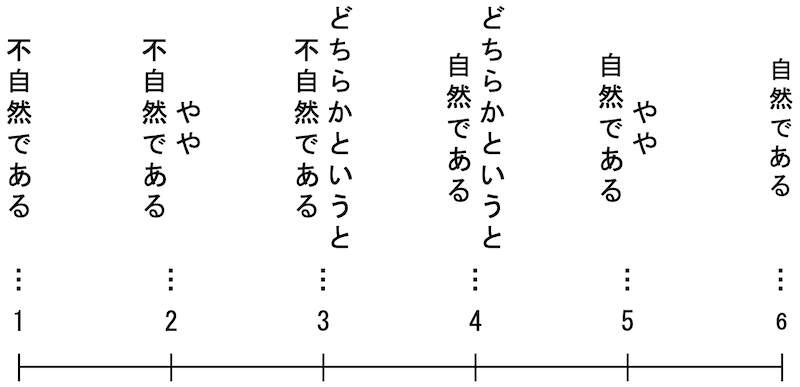 不自然である
…
1
やや
不自然である
…
2
どちらかというと
不自然である
…
3
どちらかというと
自然である
…
4
やや
自然である
…
5
自然である
…
6